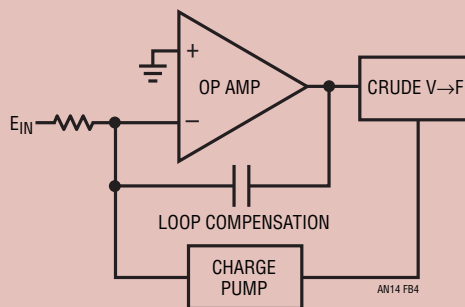 +
OP AMP
CRUDE V→F
E_IN
−
LOOP COMPENSATION
CHARGE
PUMP
AN14 FB4